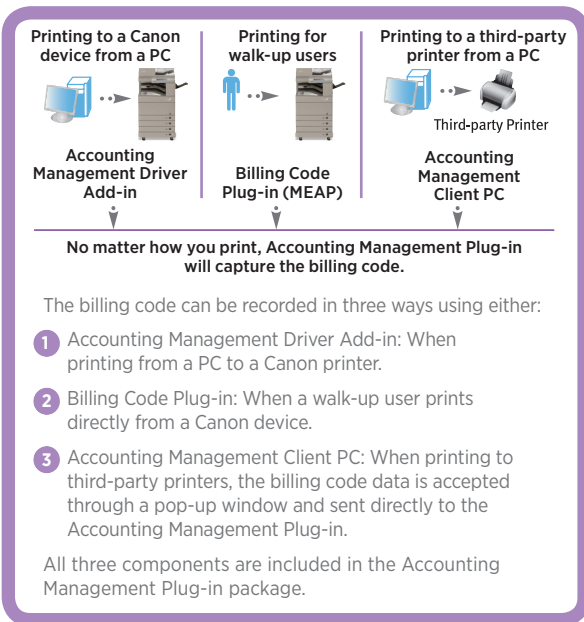 Printing to a Canon
device from a PC
Printing for
walk-up users
Printing to a third-party
printer from a PC
Third-party Printer
Accounting
Management Driver
Add-in
Billing Code
Plug-in (MEAP)
Accounting
Management
Client PC
No matter how you print, Accounting Management Plug-in
will capture the billing code.
The billing code can be recorded in three ways using either:
1 Accounting Management Driver Add-in: When
printing from a PC to a Canon printer.
2 Billing Code Plug-in: When a walk-up user prints
directly from a Canon device.
3 Accounting Management Client PC: When printing to
third-party printers, the billing code data is accepted
through a pop-up window and sent directly to the
Accounting Management Plug-in.
All three components are included in the Accounting
Management Plug-in package.